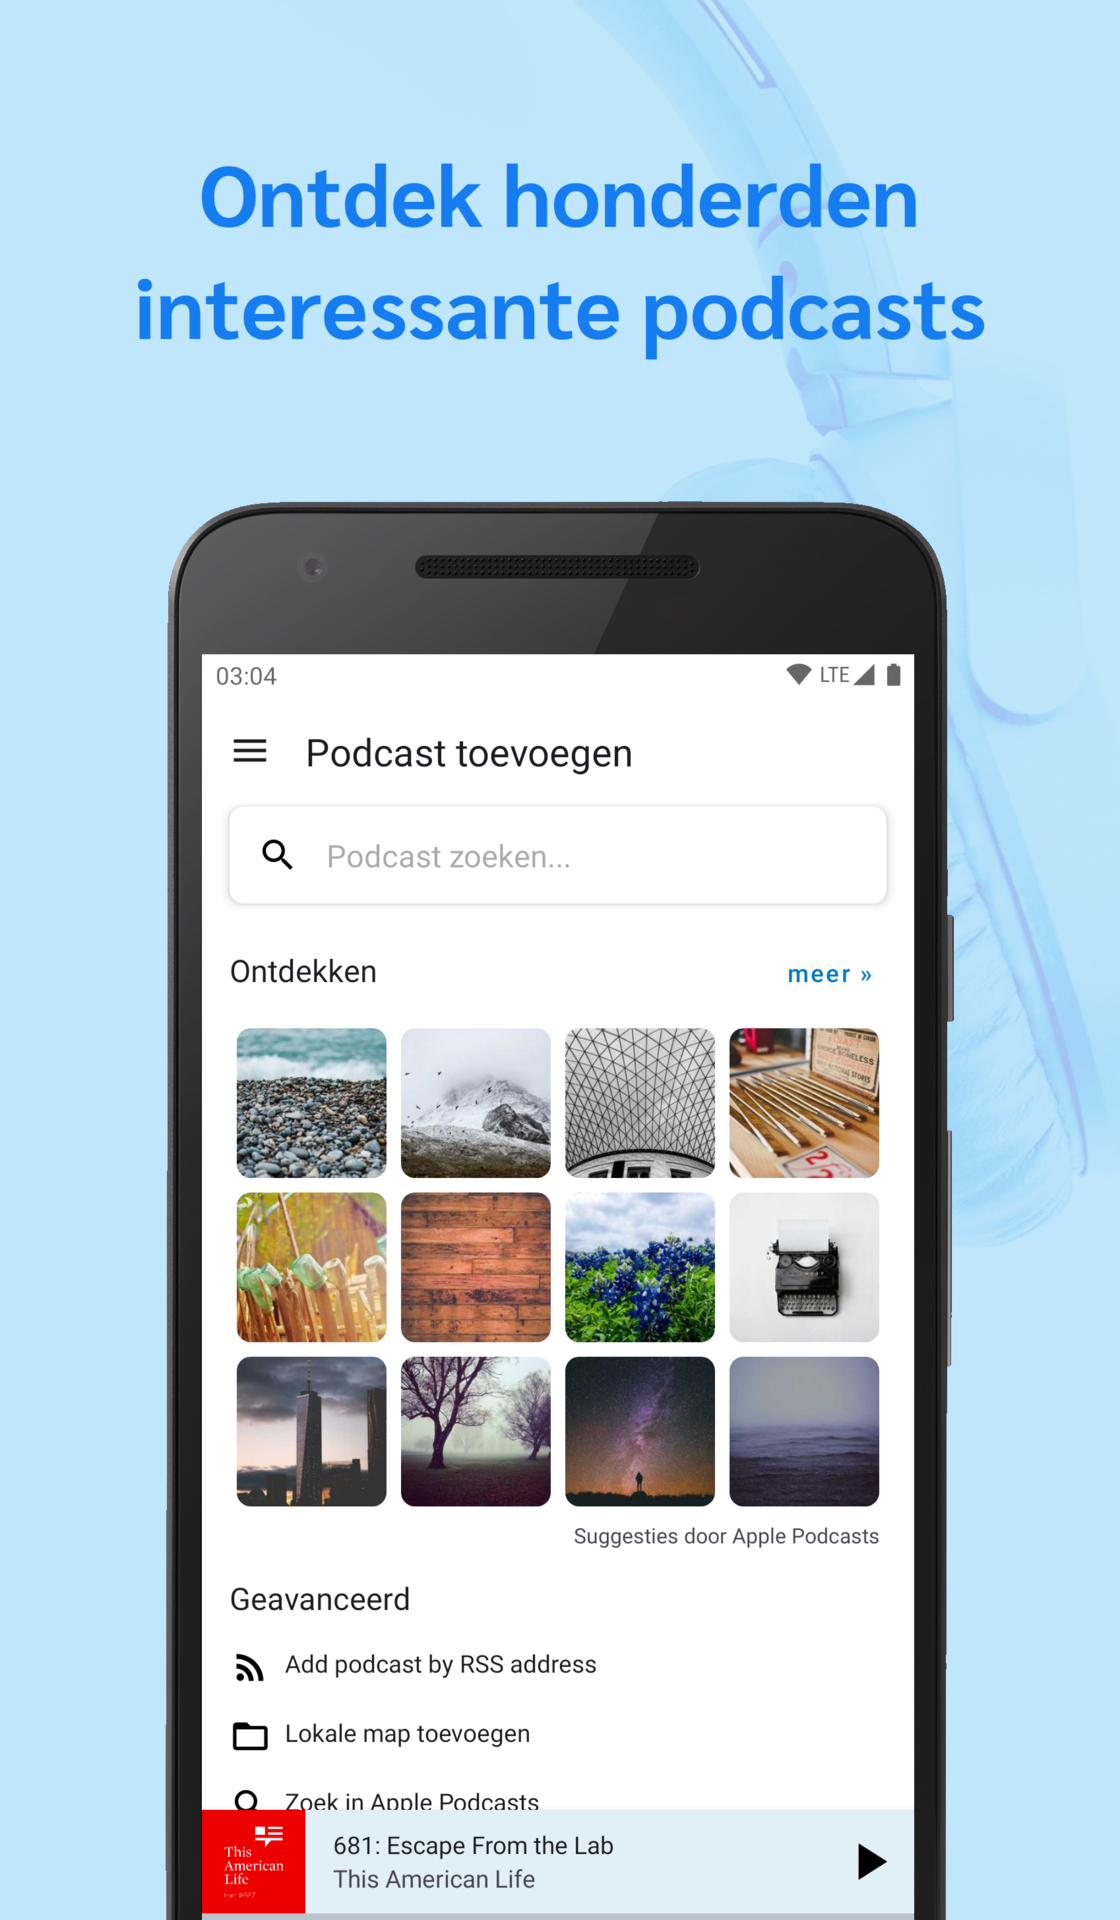 Ontdek honderden
interessante podcasts
03:04
LTE
Podcast toevoegen
Podcast zoeken...
Ontdekken
meer »
Suggesties door Apple Podcasts
Geavanceerd
Add podcast by RSS address
Lokale map toevoegen
Zoek in Apple Podcasts
This
American
Life
681: Escape From the Lab
This American Life